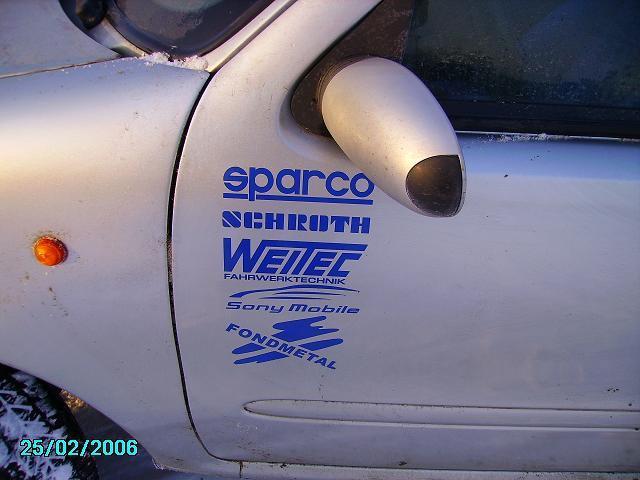 sparco
SCHROTH
WEITEC
FAHRWERKTECHNIK
Sony Mobile
FONDMETAL
25/02/2006